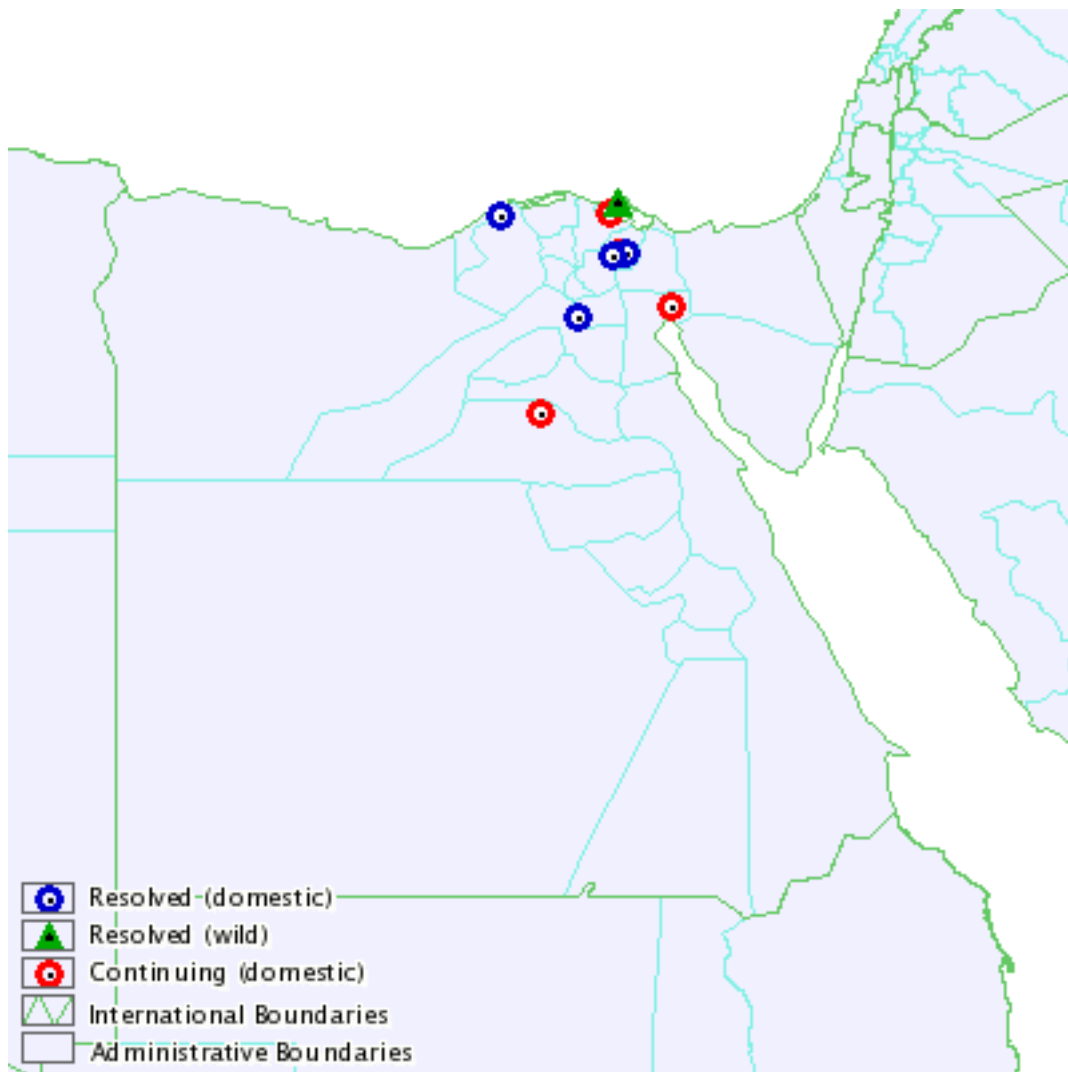 Resolved (domestic)
Resolved (wild)
Continuing (domestic)
International Boundaries
Administrative Boundaries